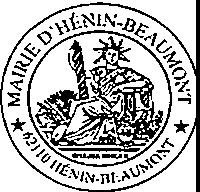 MAIRIE D'HÉNIN-BEAUMONT
★ 62110 HÉNIN-BEAUMONT ★